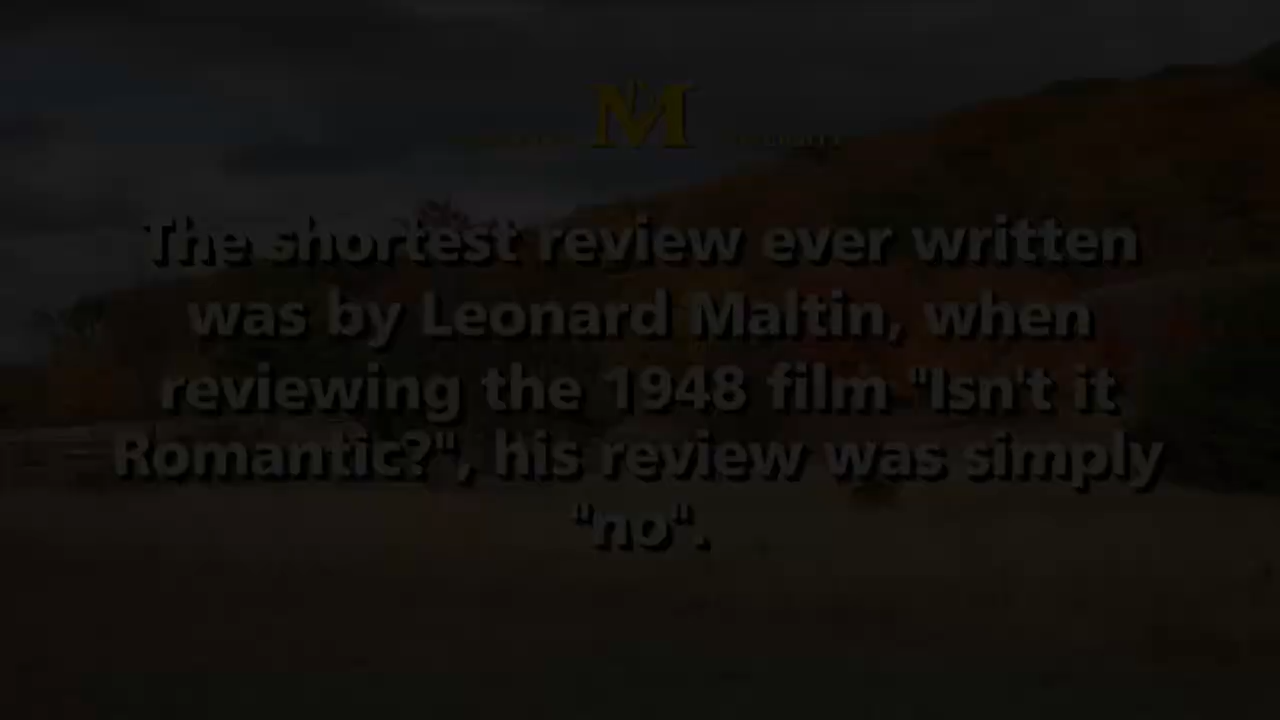 M
The shortest review ever written
was by Leonard Maltin, when
reviewing the 1948 film "Isn't it
Romantic?", his review was simply
"no".